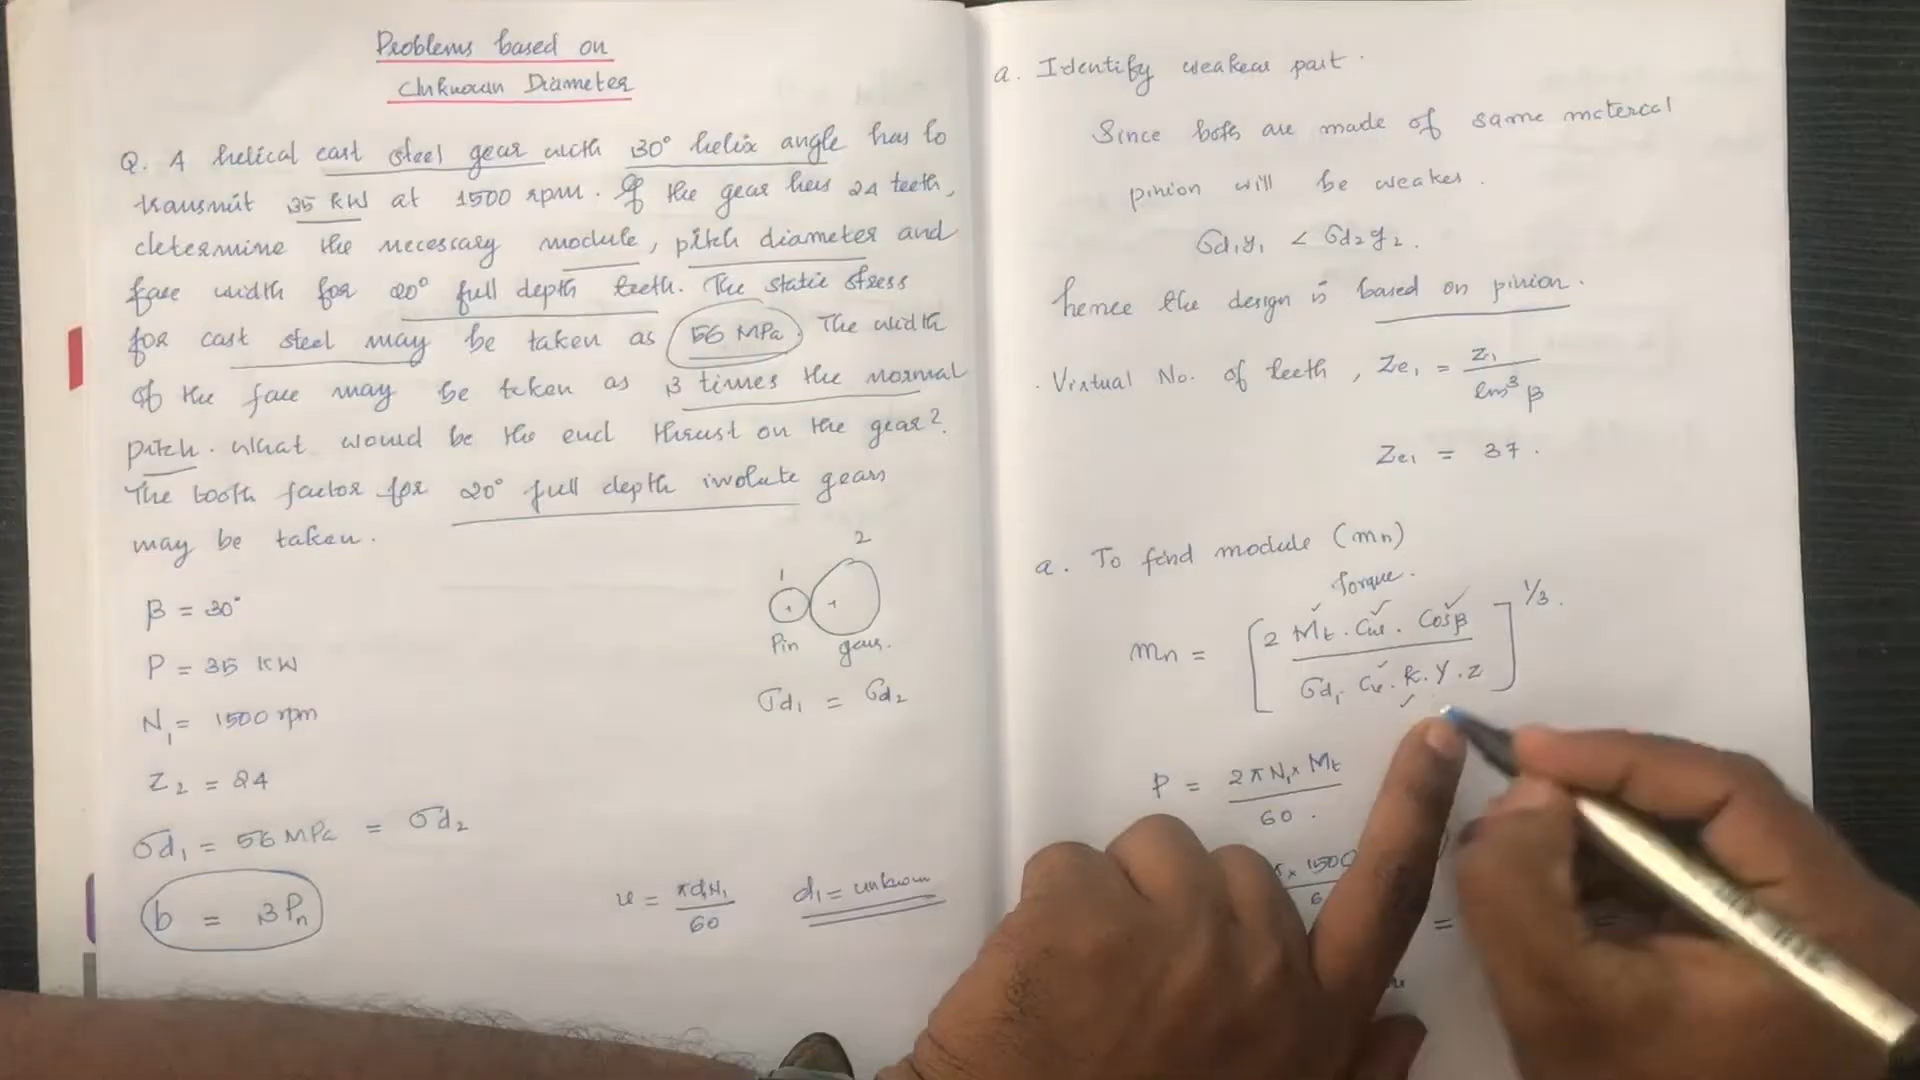 Problems based on
Unknown Diameter
Q. A helical cast steel gear with 30° helix angle has to
transmit 35 kW at 1500 rpm. If the gear has 24 teeth,
determine the necessary module, pitch diameter and
face width for 20° full depth teeth. The static stress
for cast steel may be taken as 56 MPa. The width
of the face may be taken as 3 times the normal
pitch. What would be the end thrust on the gear?
The tooth factor for 20° full depth involute gears
may be taken.
β = 30°
P = 35 KW
N₁ = 1500 rpm
Z₂ = 24
σd₁ = 56 MPa = σd₂
b = 3Pn
1 2
Pin gear.
σd₁ = σd₂
v = πd₁N₁/60 d₁ = unknown
a. Identify weaker part.
Since both are made of same material
pinion will be weaker.
σd₁y₁ < σd₂y₂.
hence the design is based on pinion.
Virtual No. of teeth, Ze₁ = Z₁/cos³β
Ze₁ = 37.
a. To find module (mn)
Torque.
mn = [2 Mt. Cw. Cosβ / σd₁. Cv. K. Y. Z]^1/3.
P = 2πN₁×Mt/60.
× 1500
=